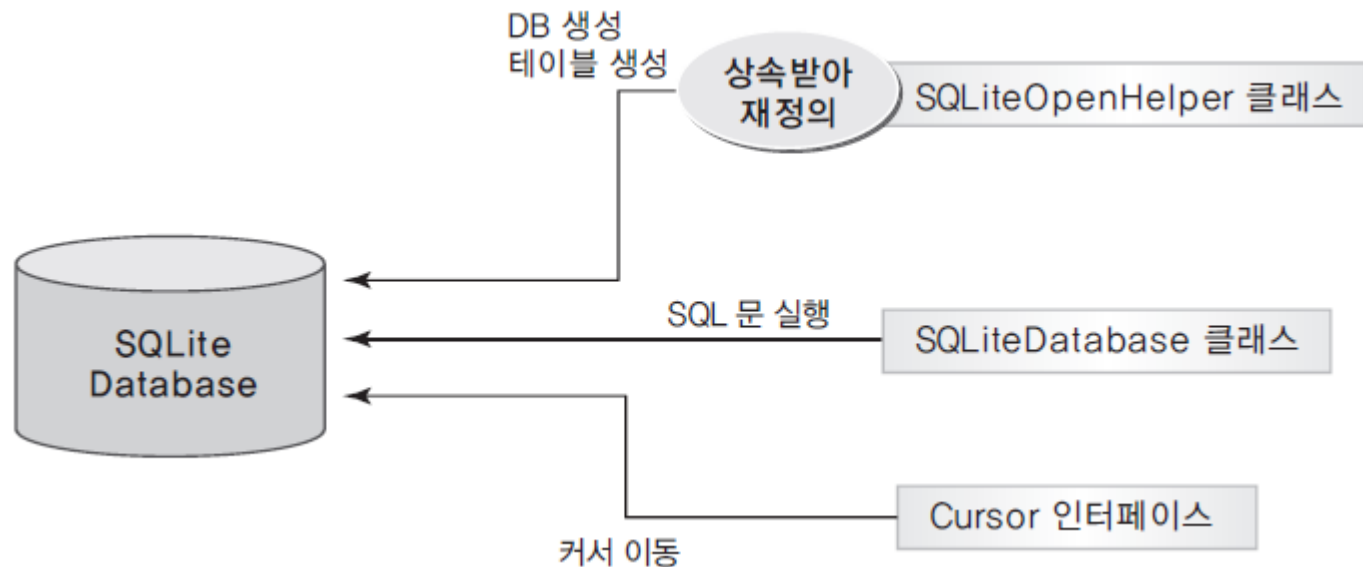 DB 생성
테이블 생성
상속받아
재정의
SQLiteOpenHelper 클래스
SQL 문 실행
SQLiteDatabase 클래스
SQLite
Database
Cursor 인터페이스
커서 이동